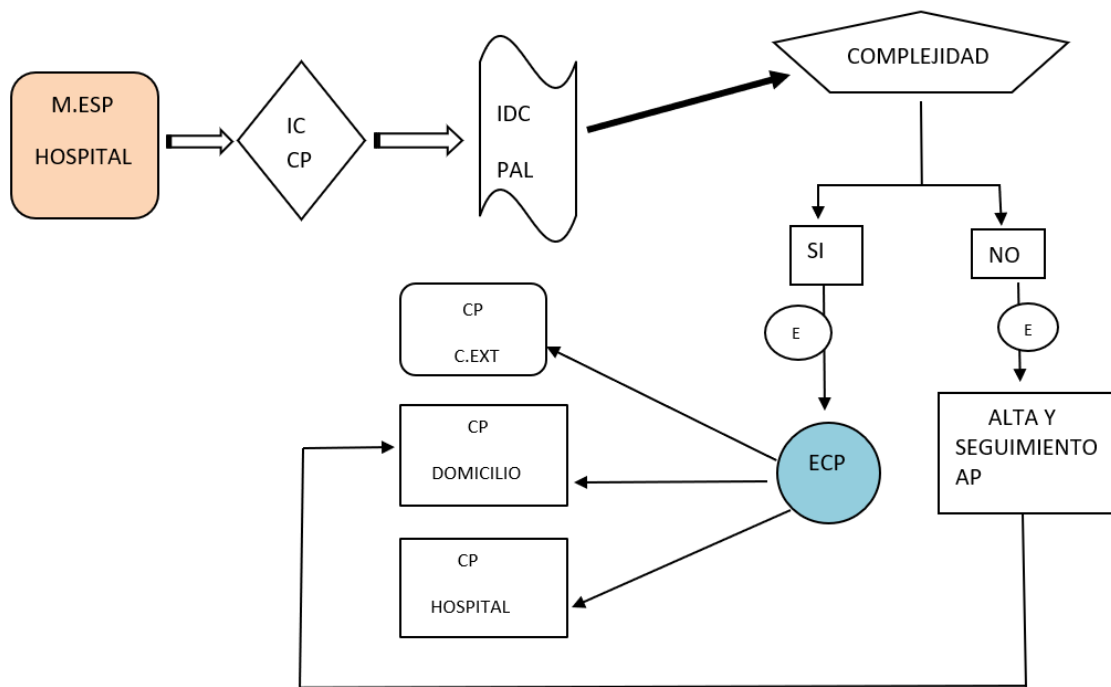 M.ESP
HOSPITAL
IC
CP
IDC
PAL
COMPLEJIDAD
SI
NO
E
E
CP
C.EXT
CP
DOMICILIO
CP
HOSPITAL
ECP
ALTA Y
SEGUIMIENTO
AP